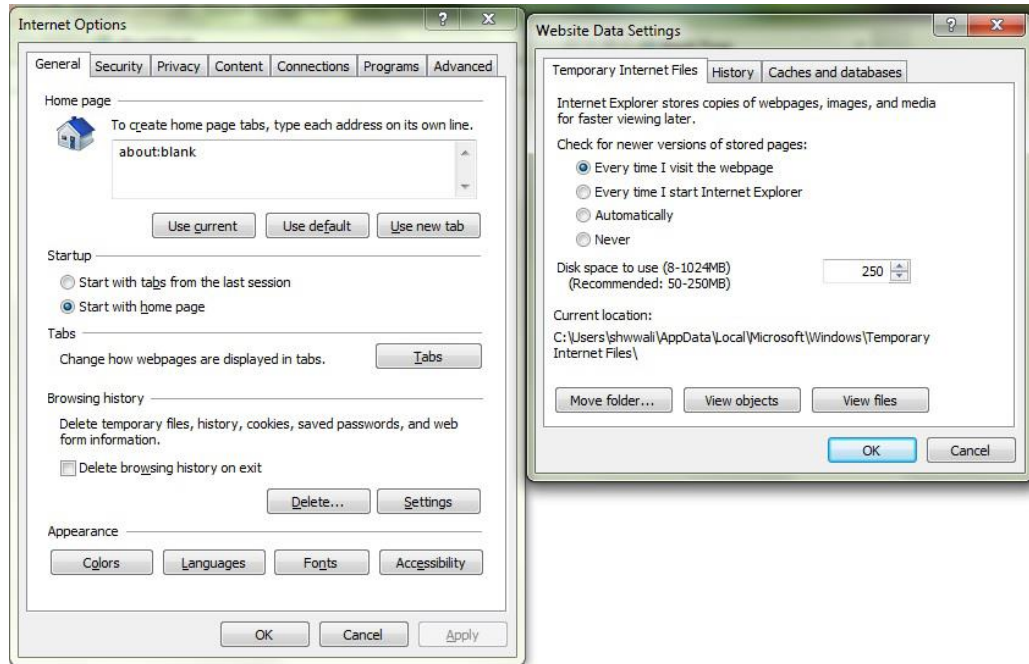 Internet Options
General Security Privacy Content Connections Programs Advanced
Home page
To create home page tabs, type each address on its own line.
about:blank
Use current Use default Use new tab
Startup
Start with tabs from the last session
Start with home page
Tabs
Change how webpages are displayed in tabs.
Tabs
Browsing history
Delete temporary files, history, cookies, saved passwords, and web
form information.
Delete browsing history on exit
Delete... Settings
Appearance
Colors Languages Fonts Accessibility
OK Cancel Apply
Website Data Settings
Temporary Internet Files History Caches and databases
Internet Explorer stores copies of webpages, images, and media
for faster viewing later.
Check for newer versions of stored pages:
Every time I visit the webpage
Every time I start Internet Explorer
Automatically
Never
Disk space to use (8-1024MB)
(Recommended: 50-250MB)
250
Current location:
C:\Users\shwwali\AppData\Local\Microsoft\Windows\Temporary
Internet Files\
Move folder... View objects View files
OK Cancel